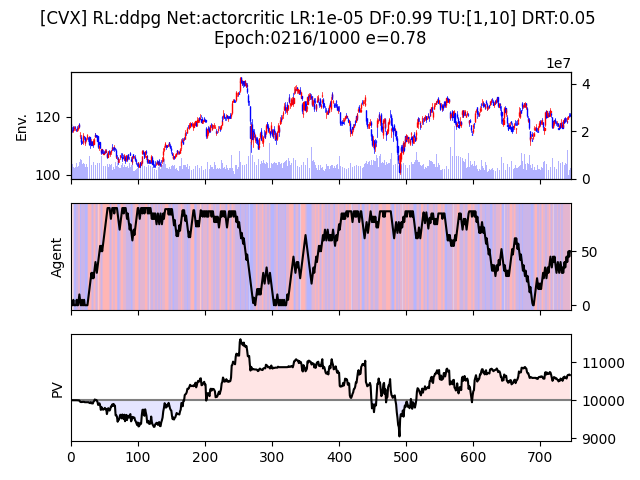 [CVX] RL:ddpg Net:actorcritic LR:1e-05 DF:0.99 TU:[1,10] DRT:0.05
Epoch:0216/1000 e=0.78
1e7
Env.
120
100
4
2
0
Agent
50
0
PV
11000
10000
9000
0 100 200 300 400 500 600 700